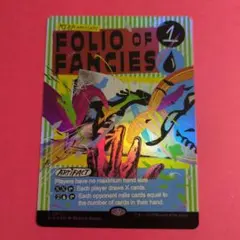 FOLIO OF
FANCIES
1
ARTIFACT
Players have no maximum hand size.
Each player draws X cards.
Each opponent mills cards equal to
the number of cards in their hand.